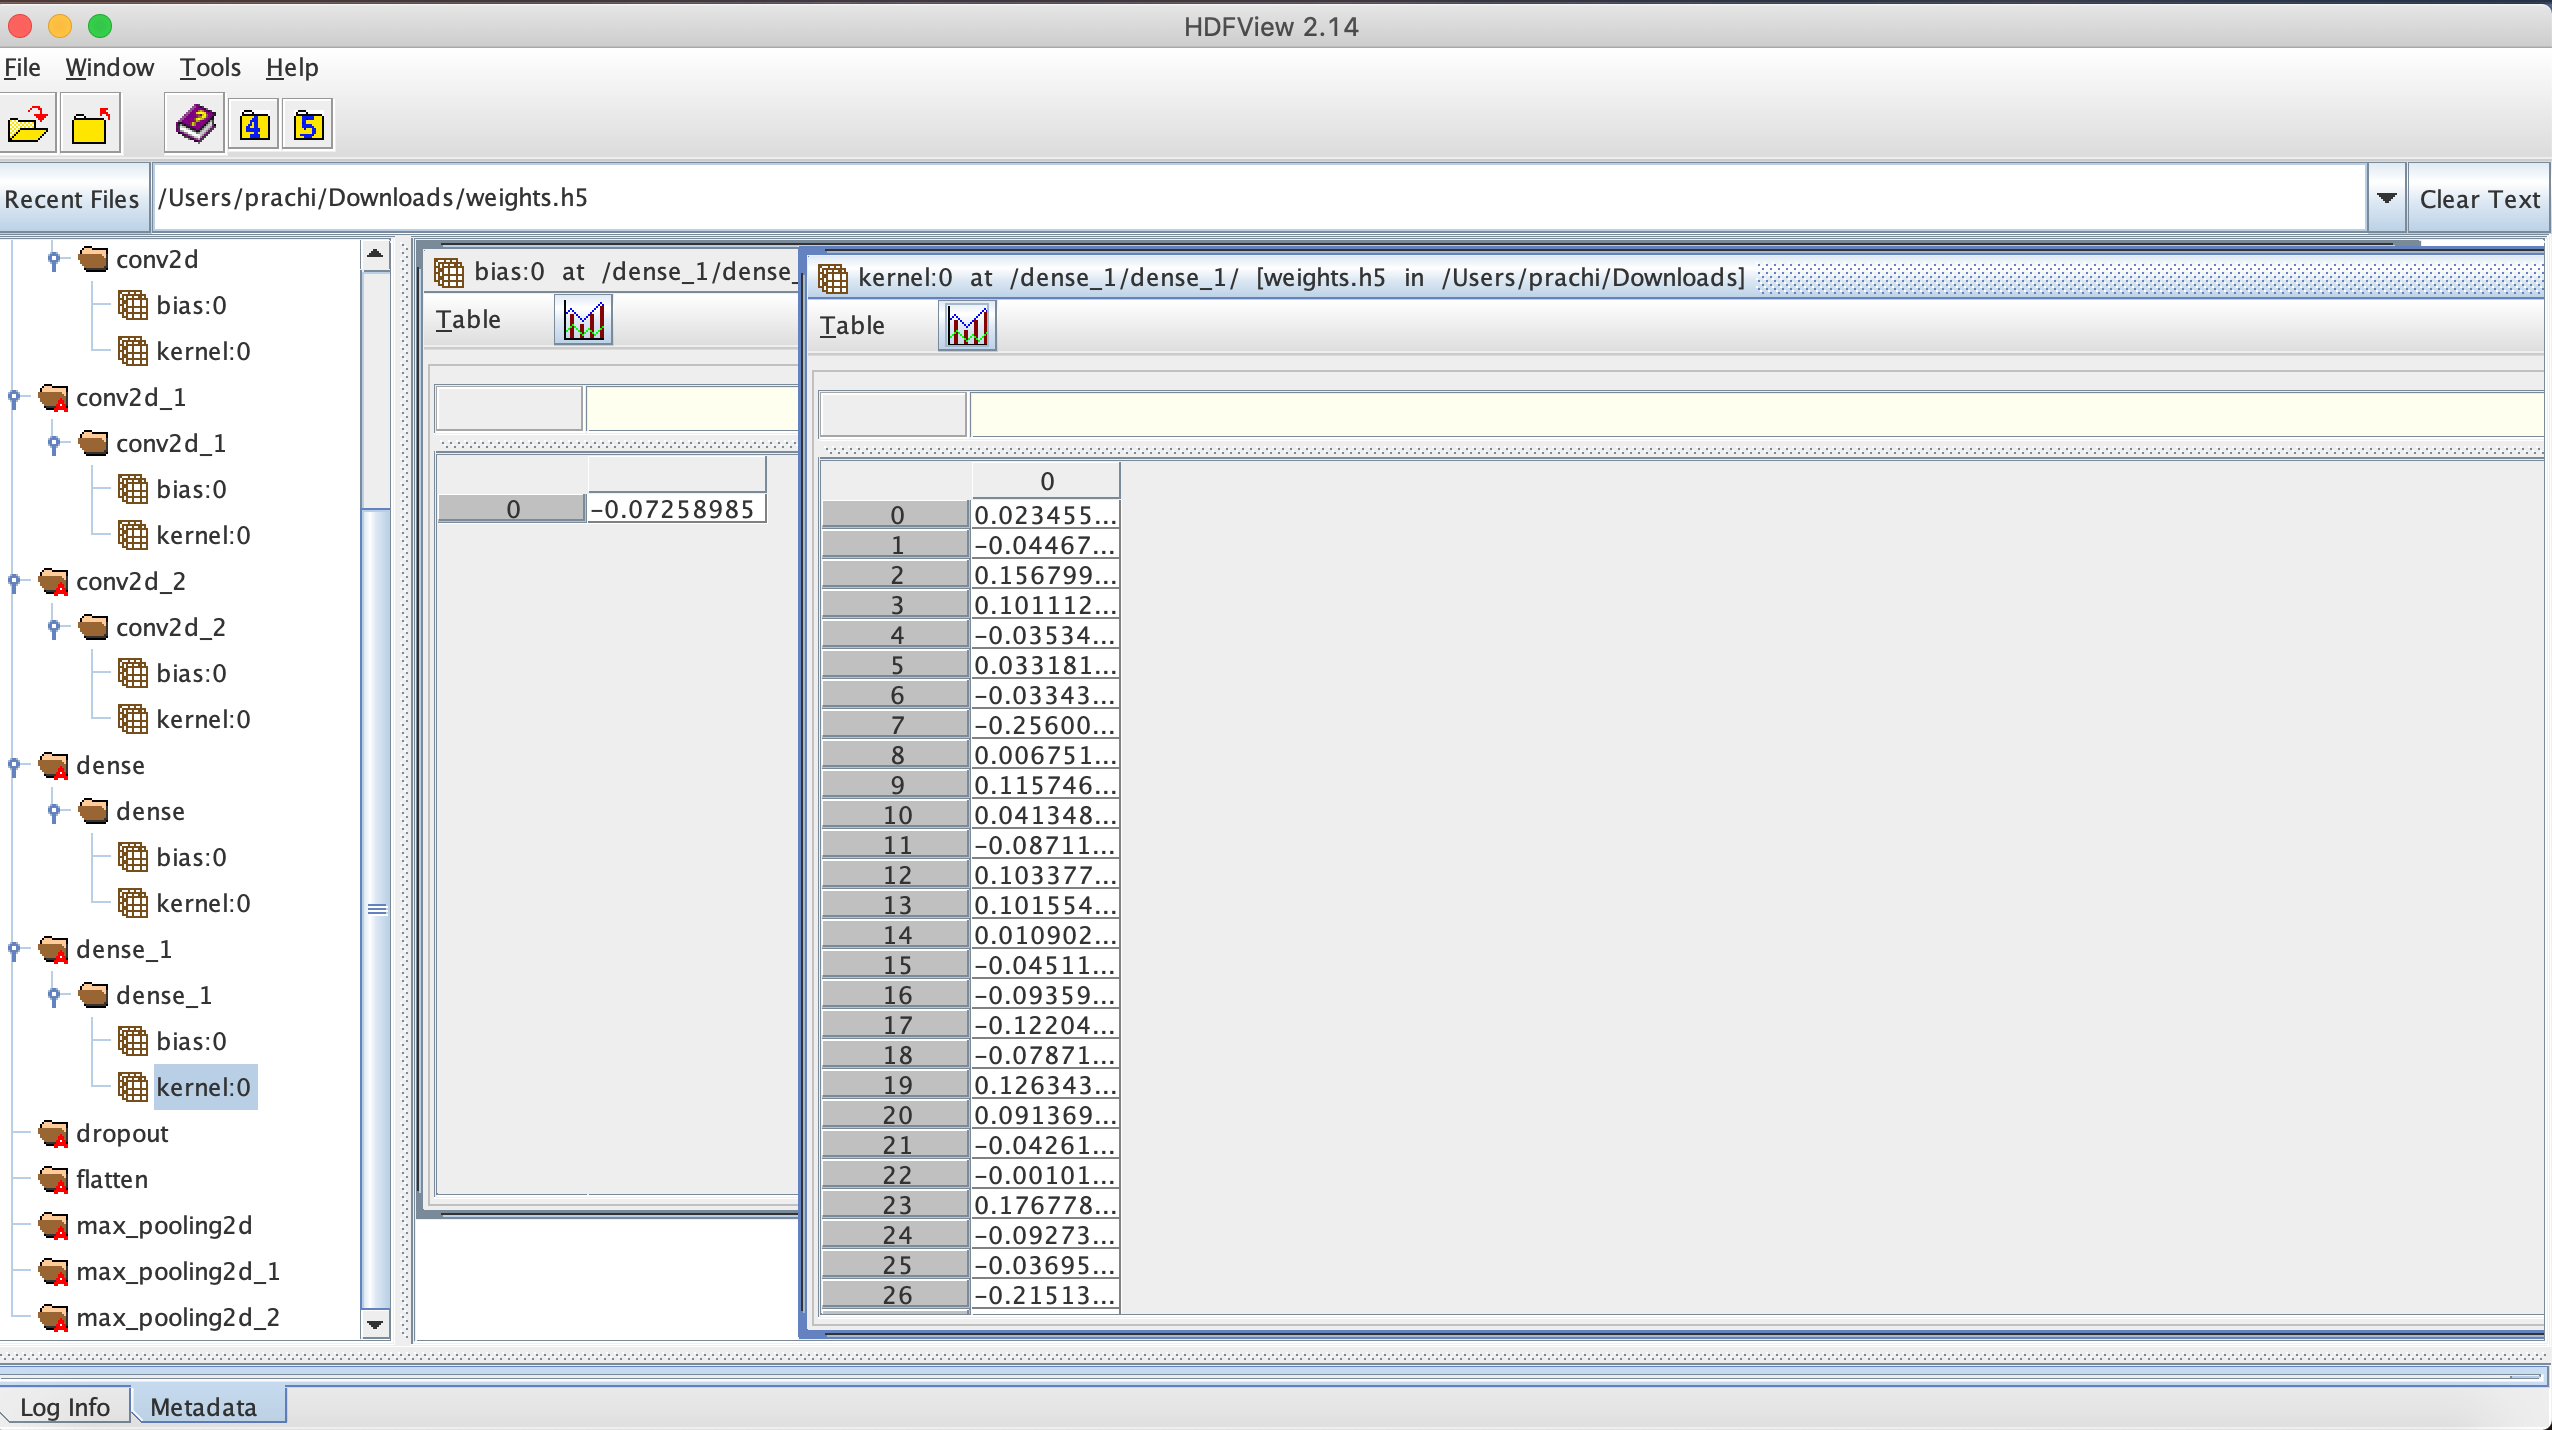 HDFView 2.14
File Window Tools Help
4 5
Recent Files /Users/prachi/Downloads/weights.h5 Clear Text
conv2d
bias:0
kernel:0
conv2d_1
conv2d_1
bias:0
kernel:0
conv2d_2
conv2d_2
bias:0
kernel:0
dense
dense
bias:0
kernel:0
dense_1
dense_1
bias:0
kernel:0
dropout
flatten
max_pooling2d
max_pooling2d_1
max_pooling2d_2
bias:0 at /dense_1/dense_
Table
0 -0.07258985
kernel:0 at /dense_1/dense_1/ [weights.h5 in /Users/prachi/Downloads]
Table
0
0 0.023455...
1 -0.04467...
2 0.156799...
3 0.101112...
4 -0.03534...
5 0.033181...
6 -0.03343...
7 -0.25600...
8 0.006751...
9 0.115746...
10 0.041348...
11 -0.08711...
12 0.103377...
13 0.101554...
14 0.010902...
15 -0.04511...
16 -0.09359...
17 -0.12204...
18 -0.07871...
19 0.126343...
20 0.091369...
21 -0.04261...
22 -0.00101...
23 0.176778...
24 -0.09273...
25 -0.03695...
26 -0.21513...
Log Info Metadata